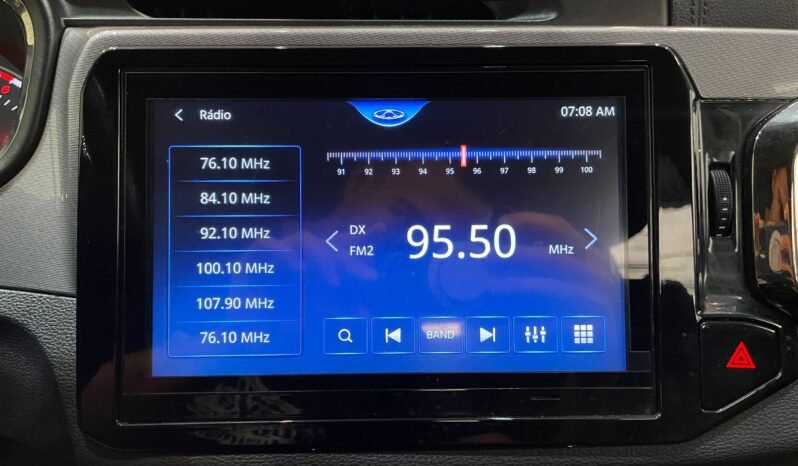 Rádio
07:08 AM
76.10 MHz
84.10 MHz
92.10 MHz
100.10 MHz
107.90 MHz
76.10 MHz
91 92 93 94 95 96 97 98 99 100
DX
FM2
95.50 MHz
BAND